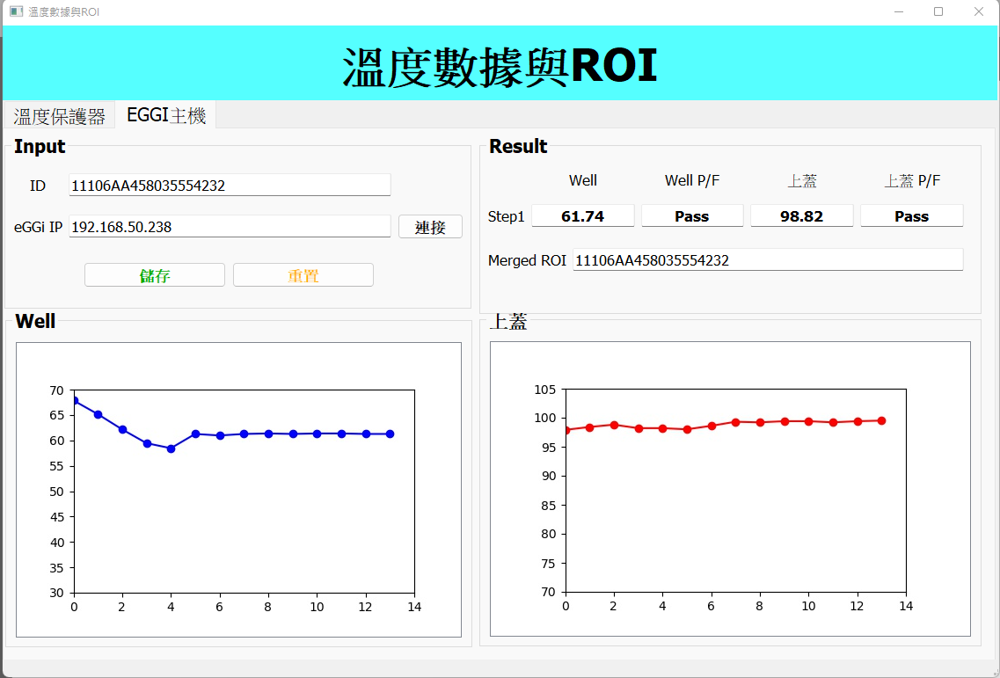 溫度數據與ROI
溫度數據與ROI
溫度保護器 EGGI主機
Input
ID 11106AA458035554232
eGGi IP 192.168.50.238 連接
儲存 重置
Result
Well Well P/F 上蓋 上蓋 P/F
Step1 61.74 Pass 98.82 Pass
Merged ROI 11106AA458035554232
Well
70
65
60
55
50
45
40
35
30
0 2 4 6 8 10 12 14
上蓋
105
100
95
90
85
80
75
70
0 2 4 6 8 10 12 14